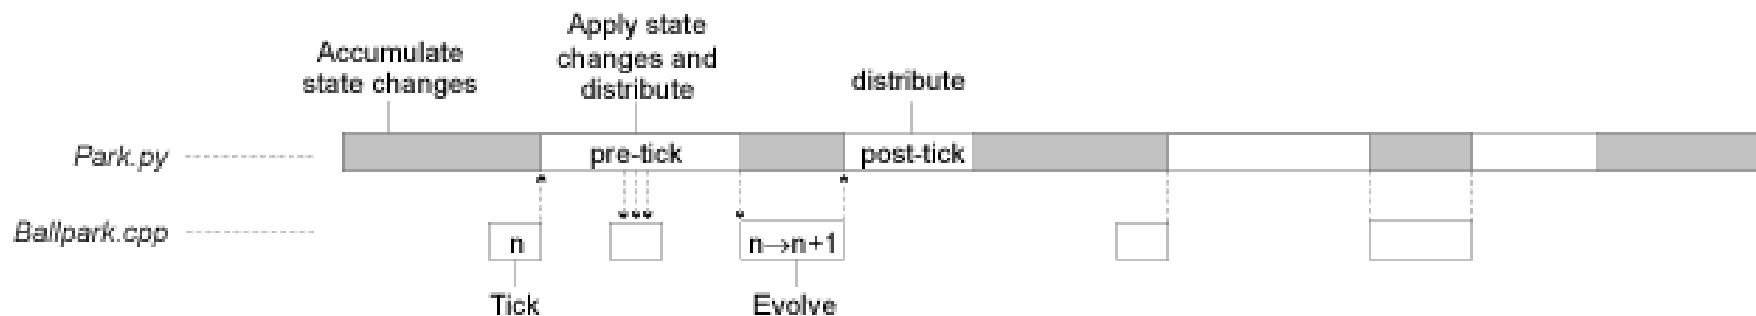 Apply state
changes and
distribute
Accumulate
state changes
distribute
Park.py
pre-tick
post-tick
Ballpark.cpp
n
n→n+1
Tick
Evolve